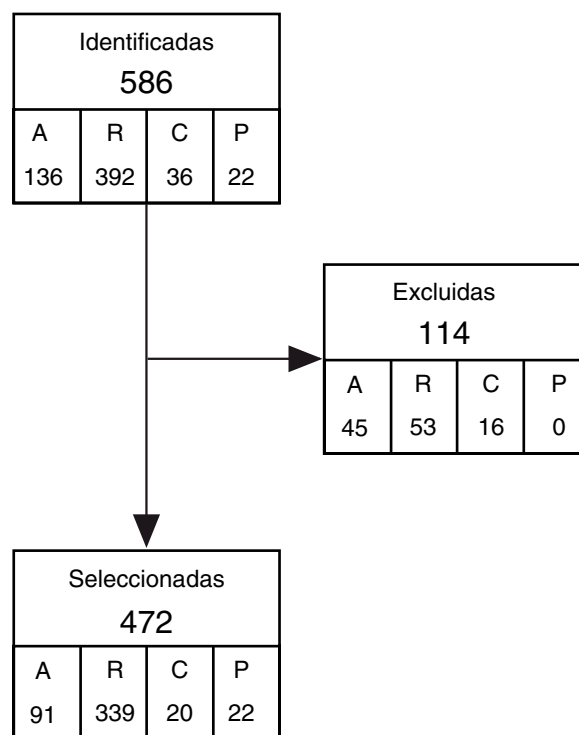 Identificadas
586
A R C P
136 392 36 22
Excluidas
114
A R C P
45 53 16 0
Seleccionadas
472
A R C P
91 339 20 22